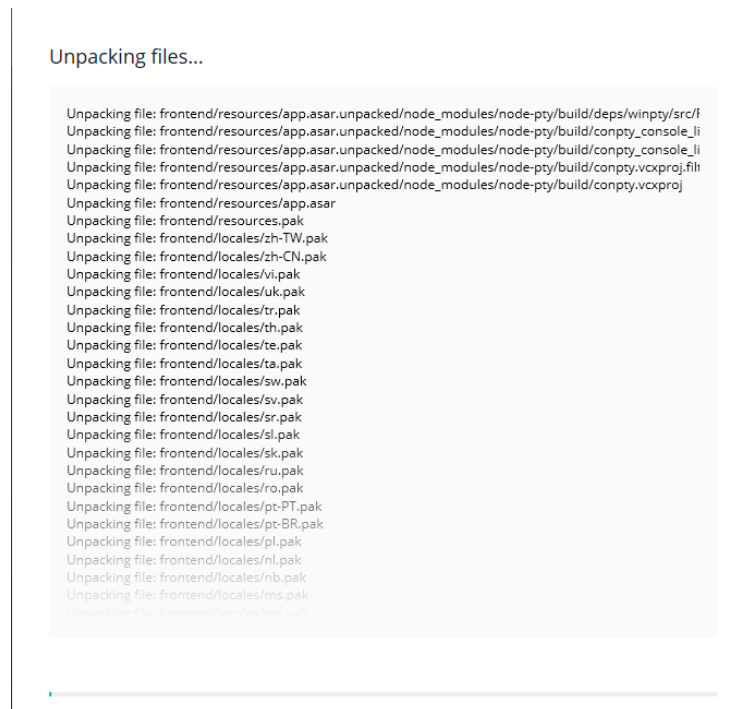 Unpacking files...
Unpacking file: frontend/resources/app.asar.unpacked/node_modules/node-pty/build/deps/winpty/src/
Unpacking file: frontend/resources/app.asar.unpacked/node_modules/node-pty/build/conpty_console_li
Unpacking file: frontend/resources/app.asar.unpacked/node_modules/node-pty/build/conpty_console_li
Unpacking file: frontend/resources/app.asar.unpacked/node_modules/node-pty/build/conpty.vcxproj.filt
Unpacking file: frontend/resources/app.asar.unpacked/node_modules/node-pty/build/conpty.vcxproj
Unpacking file: frontend/resources/app.asar
Unpacking file: frontend/resources.pak
Unpacking file: frontend/locales/zh-TW.pak
Unpacking file: frontend/locales/zh-CN.pak
Unpacking file: frontend/locales/vi.pak
Unpacking file: frontend/locales/uk.pak
Unpacking file: frontend/locales/tr.pak
Unpacking file: frontend/locales/th.pak
Unpacking file: frontend/locales/te.pak
Unpacking file: frontend/locales/ta.pak
Unpacking file: frontend/locales/sw.pak
Unpacking file: frontend/locales/sv.pak
Unpacking file: frontend/locales/sr.pak
Unpacking file: frontend/locales/sl.pak
Unpacking file: frontend/locales/sk.pak
Unpacking file: frontend/locales/ru.pak
Unpacking file: frontend/locales/ro.pak
Unpacking file: frontend/locales/pt-PT.pak
Unpacking file: frontend/locales/pt-BR.pak
Unpacking file: frontend/locales/pl.pak
Unpacking file: frontend/locales/nl.pak
Unpacking file: frontend/locales/nb.pak
Unpacking file: frontend/locales/ms.pak
Unpacking file: frontend/locales/mr.pak